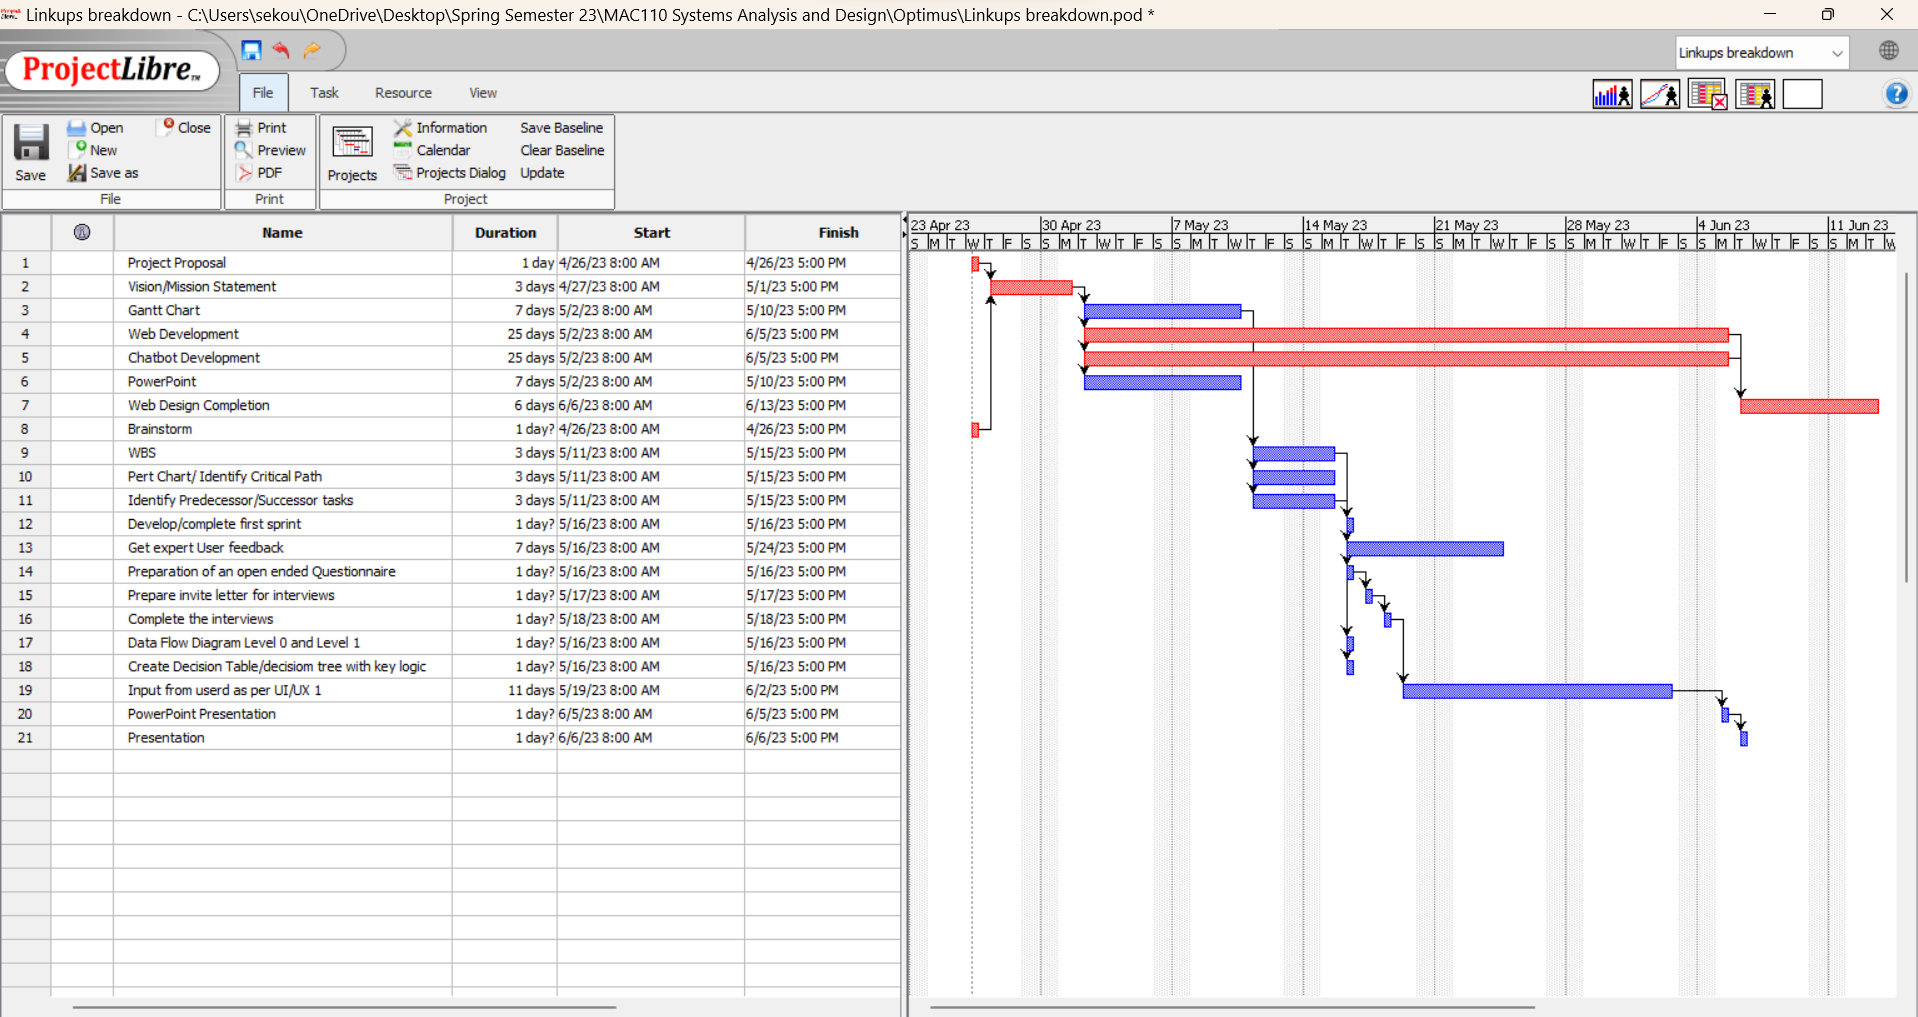 Linkups breakdown - C:\Users\sekou\OneDrive\Desktop\Spring Semester 23\MAC110 Systems Analysis and Design\Optimus\Linkups breakdown.pod *
ProjectLibre™
Linkups breakdown
File Task Resource View
Save
Open
New
Save as
Close
File
Print
Preview
PDF
Print
Projects
Information
Calendar
Projects Dialog
Save Baseline
Clear Baseline
Update
Project
Name Duration Start Finish
1 Project Proposal 1 day 4/26/23 8:00 AM 4/26/23 5:00 PM
2 Vision/Mission Statement 3 days 4/27/23 8:00 AM 5/1/23 5:00 PM
3 Gantt Chart 7 days 5/2/23 8:00 AM 5/10/23 5:00 PM
4 Web Development 25 days 5/2/23 8:00 AM 6/5/23 5:00 PM
5 Chatbot Development 25 days 5/2/23 8:00 AM 6/5/23 5:00 PM
6 PowerPoint 7 days 5/2/23 8:00 AM 5/10/23 5:00 PM
7 Web Design Completion 6 days 6/6/23 8:00 AM 6/13/23 5:00 PM
8 Brainstorm 1 day? 4/26/23 8:00 AM 4/26/23 5:00 PM
9 WBS 3 days 5/11/23 8:00 AM 5/15/23 5:00 PM
10 Pert Chart/ Identify Critical Path 3 days 5/11/23 8:00 AM 5/15/23 5:00 PM
11 Identify Predecessor/Successor tasks 3 days 5/11/23 8:00 AM 5/15/23 5:00 PM
12 Develop/complete first sprint 1 day? 5/16/23 8:00 AM 5/16/23 5:00 PM
13 Get expert User feedback 7 days 5/16/23 8:00 AM 5/24/23 5:00 PM
14 Preparation of an open ended Questionnaire 1 day? 5/16/23 8:00 AM 5/16/23 5:00 PM
15 Prepare invite letter for interviews 1 day? 5/17/23 8:00 AM 5/17/23 5:00 PM
16 Complete the interviews 1 day? 5/18/23 8:00 AM 5/18/23 5:00 PM
17 Data Flow Diagram Level 0 and Level 1 1 day? 5/16/23 8:00 AM 5/16/23 5:00 PM
18 Create Decision Table/decisiom tree with key logic 1 day? 5/16/23 8:00 AM 5/16/23 5:00 PM
19 Input from userd as per UI/UX 1 11 days 5/19/23 8:00 AM 6/2/23 5:00 PM
20 PowerPoint Presentation 1 day? 6/5/23 8:00 AM 6/5/23 5:00 PM
21 Presentation 1 day? 6/6/23 8:00 AM 6/6/23 5:00 PM
23 Apr 23 30 Apr 23 7 May 23 14 May 23 21 May 23 28 May 23 4 Jun 23 11 Jun 23
S M T W T F S S M T W T F S S M T W T F S S M T W T F S S M T W T F S S M T W T F S S M T W T F S S M T W